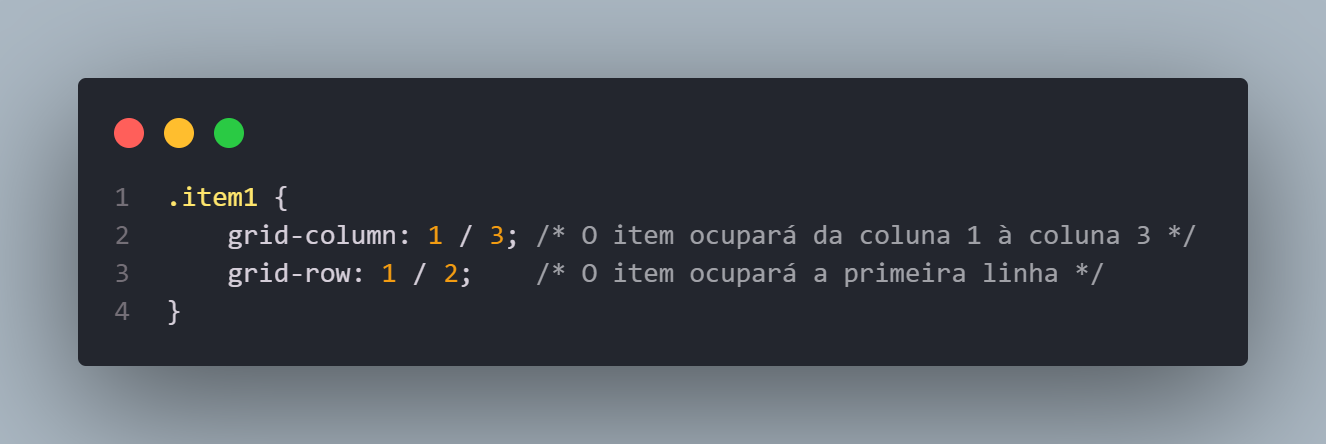 1 .item1 {
2 grid-column: 1 / 3; /* O item ocupará da coluna 1 à coluna 3 */
3 grid-row: 1 / 2; /* O item ocupará a primeira linha */
4 }